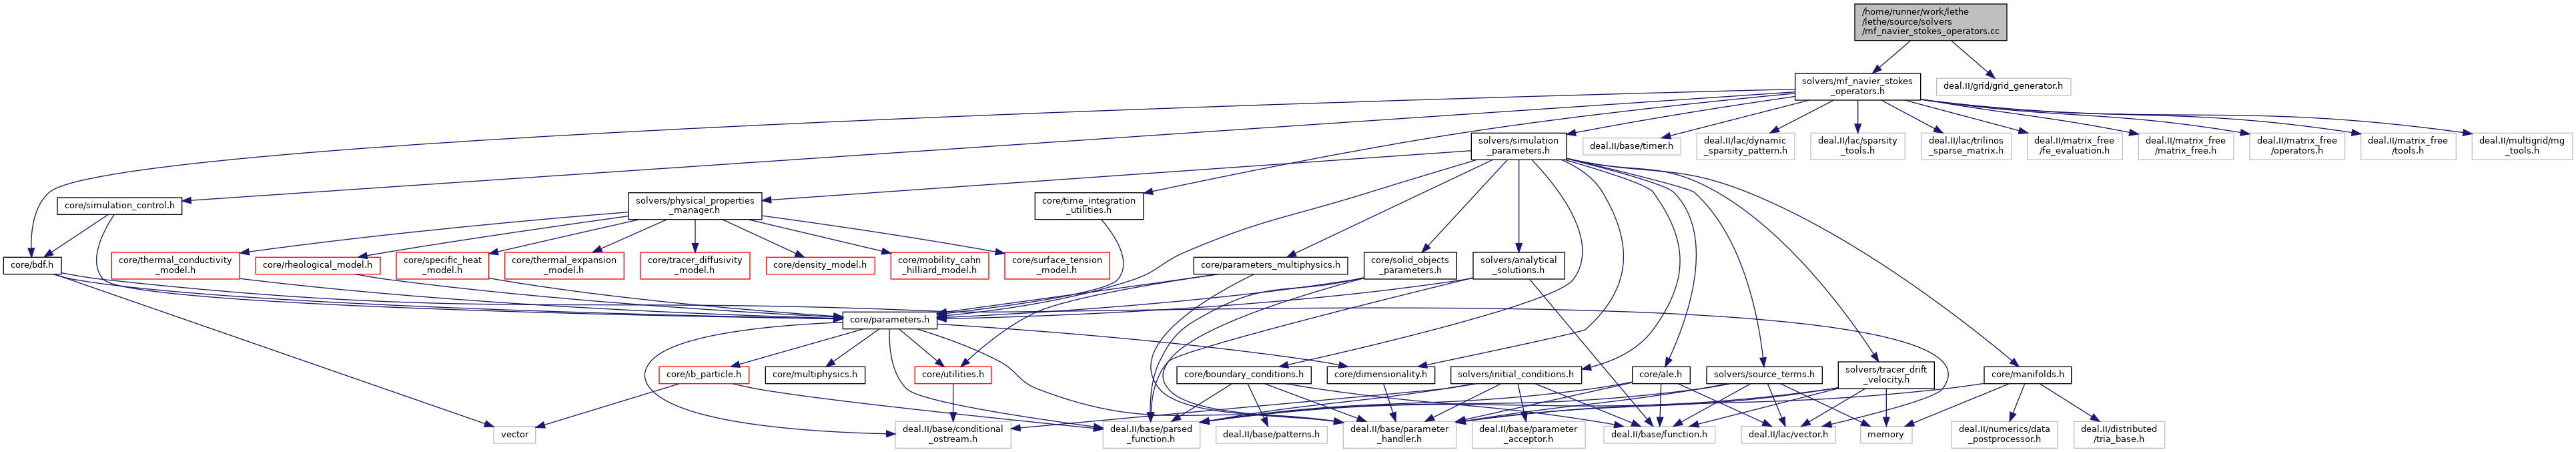 /home/runner/work/lethe
/lethe/source/solvers
/mf_navier_stokes_operators.cc
solvers/mf_navier_stokes
_operators.h
deal.II/grid/grid_generator.h
solvers/simulation
_parameters.h
deal.II/base/timer.h
deal.II/lac/dynamic
_sparsity_pattern.h
deal.II/lac/sparsity
_tools.h
deal.II/lac/trilinos
_sparse_matrix.h
deal.II/matrix_free
/fe_evaluation.h
deal.II/matrix_free
/matrix_free.h
deal.II/matrix_free
/operators.h
deal.II/matrix_free
/tools.h
deal.II/multigrid/mg
_tools.h
core/simulation_control.h
solvers/physical_properties
_manager.h
core/time_integration
_utilities.h
core/bdf.h
core/thermal_conductivity
_model.h
core/rheological_model.h
core/specific_heat
_model.h
core/thermal_expansion
_model.h
core/tracer_diffusivity
_model.h
core/density_model.h
core/mobility_cahn
_hilliard_model.h
core/surface_tension
_model.h
core/parameters_multiphysics.h
core/solid_objects
_parameters.h
solvers/analytical
_solutions.h
core/parameters.h
core/ib_particle.h
core/multiphysics.h
core/utilities.h
core/boundary_conditions.h
core/dimensionality.h
solvers/initial_conditions.h
core/ale.h
solvers/source_terms.h
solvers/tracer_drift
_velocity.h
core/manifolds.h
vector
deal.II/base/conditional
_ostream.h
deal.II/base/parsed
_function.h
deal.II/base/patterns.h
deal.II/base/parameter
_handler.h
deal.II/base/parameter
_acceptor.h
deal.II/base/function.h
deal.II/lac/vector.h
memory
deal.II/numerics/data
_postprocessor.h
deal.II/distributed
/tria_base.h